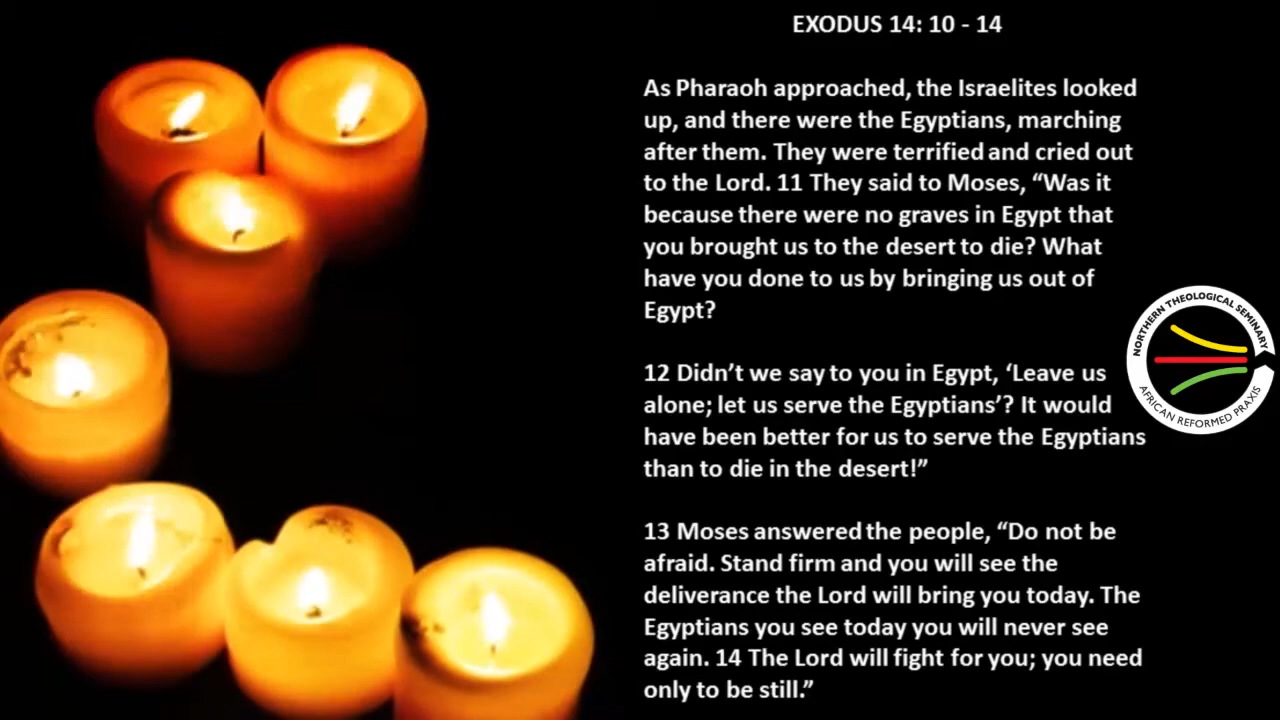 EXODUS 14: 10 - 14
As Pharaoh approached, the Israelites looked
up, and there were the Egyptians, marching
after them. They were terrified and cried out
to the Lord. 11 They said to Moses, “Was it
because there were no graves in Egypt that
you brought us to the desert to die? What
have you done to us by bringing us out of
Egypt?
12 Didn’t we say to you in Egypt, ‘Leave us
alone; let us serve the Egyptians’? It would
have been better for us to serve the Egyptians
than to die in the desert!”
13 Moses answered the people, “Do not be
afraid. Stand firm and you will see the
deliverance the Lord will bring you today. The
Egyptians you see today you will never see
again. 14 The Lord will fight for you; you need
only to be still.”
NORTHERN THEOLOGICAL SEMINARY
AFRICAN REFORMED PRAXIS